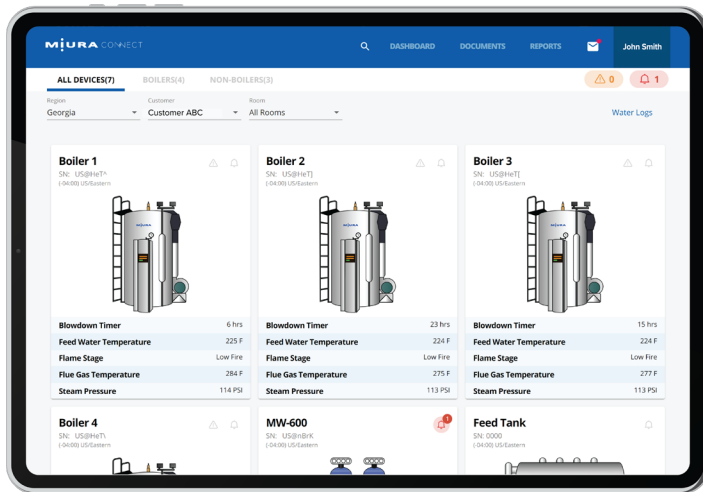 MIURA CONNECT
DASHBOARD DOCUMENTS REPORTS John Smith
ALL DEVICES(7) BOILERS(4) NON-BOILERS(3) 0 1
Region Customer Room
Georgia Customer ABC All Rooms Water Logs
Boiler 1 Boiler 2 Boiler 3
SN: US@HeT^ SN: US@HeT] SN: US@HeT[
(-04:00) US/Eastern (-04:00) US/Eastern (-04:00) US/Eastern
MIURA MIURA MIURA
Blowdown Timer 6 hrs Blowdown Timer 23 hrs Blowdown Timer 15 hrs
Feed Water Temperature 225 F Feed Water Temperature 224 F Feed Water Temperature 224 F
Flame Stage Low Fire Flame Stage Low Fire Flame Stage Low Fire
Flue Gas Temperature 284 F Flue Gas Temperature 275 F Flue Gas Temperature 277 F
Steam Pressure 114 PSI Steam Pressure 113 PSI Steam Pressure 113 PSI
Boiler 4 MW-600 1 Feed Tank
SN: US@HeT\ SN: US@nBrK SN: 0000
(-04:00) US/Eastern (-04:00) US/Eastern (-04:00) US/Eastern